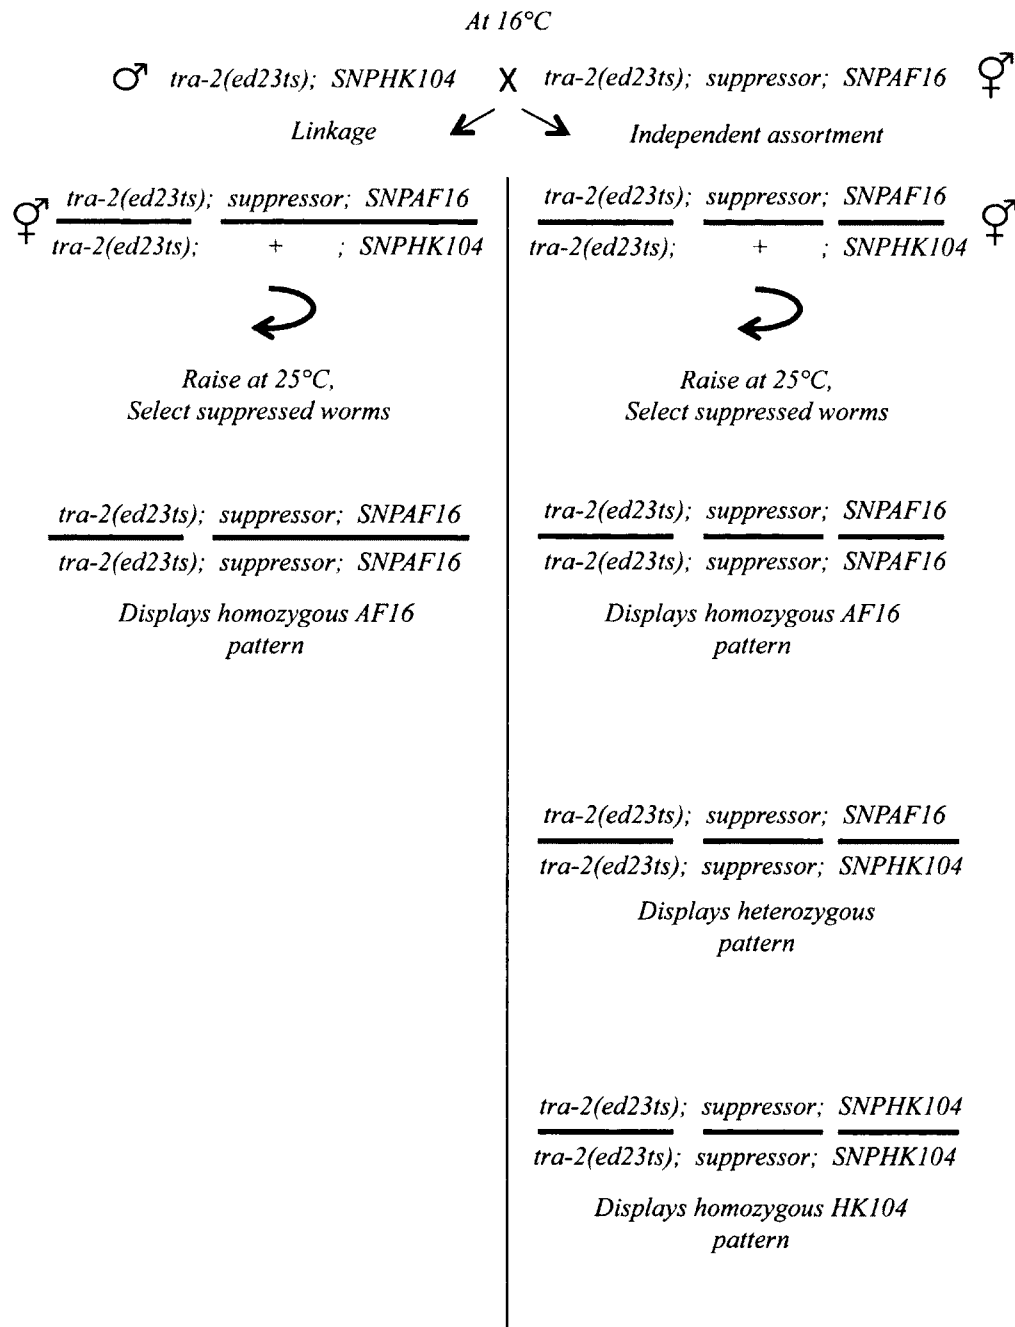 At 16°C
♂ tra-2(ed23ts); SNPHK104 X tra-2(ed23ts); suppressor; SNPAF16 ⚥
Linkage
Independent assortment
tra-2(ed23ts); suppressor; SNPAF16
tra-2(ed23ts); + ; SNPHK104
Raise at 25°C,
Select suppressed worms
tra-2(ed23ts); suppressor; SNPAF16
tra-2(ed23ts); suppressor; SNPAF16
Displays homozygous AF16
pattern
tra-2(ed23ts); suppressor; SNPAF16
tra-2(ed23ts); + ; SNPHK104
Raise at 25°C,
Select suppressed worms
tra-2(ed23ts); suppressor; SNPAF16
tra-2(ed23ts); suppressor; SNPAF16
Displays homozygous AF16
pattern
tra-2(ed23ts); suppressor; SNPAF16
tra-2(ed23ts); suppressor; SNPHK104
Displays heterozygous
pattern
tra-2(ed23ts); suppressor; SNPHK104
tra-2(ed23ts); suppressor; SNPHK104
Displays homozygous HK104
pattern